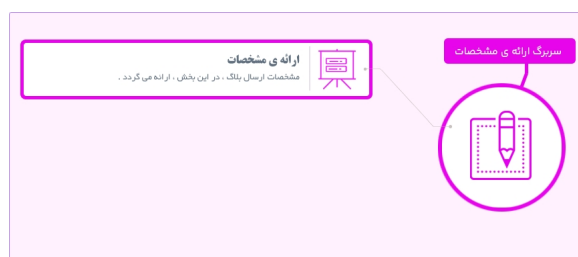 سربرگ ارائه ی مشخصات
ارائه ی مشخصات
مشخصات ارسال بلاگ ، در این بخش ، ارائه می گردد .